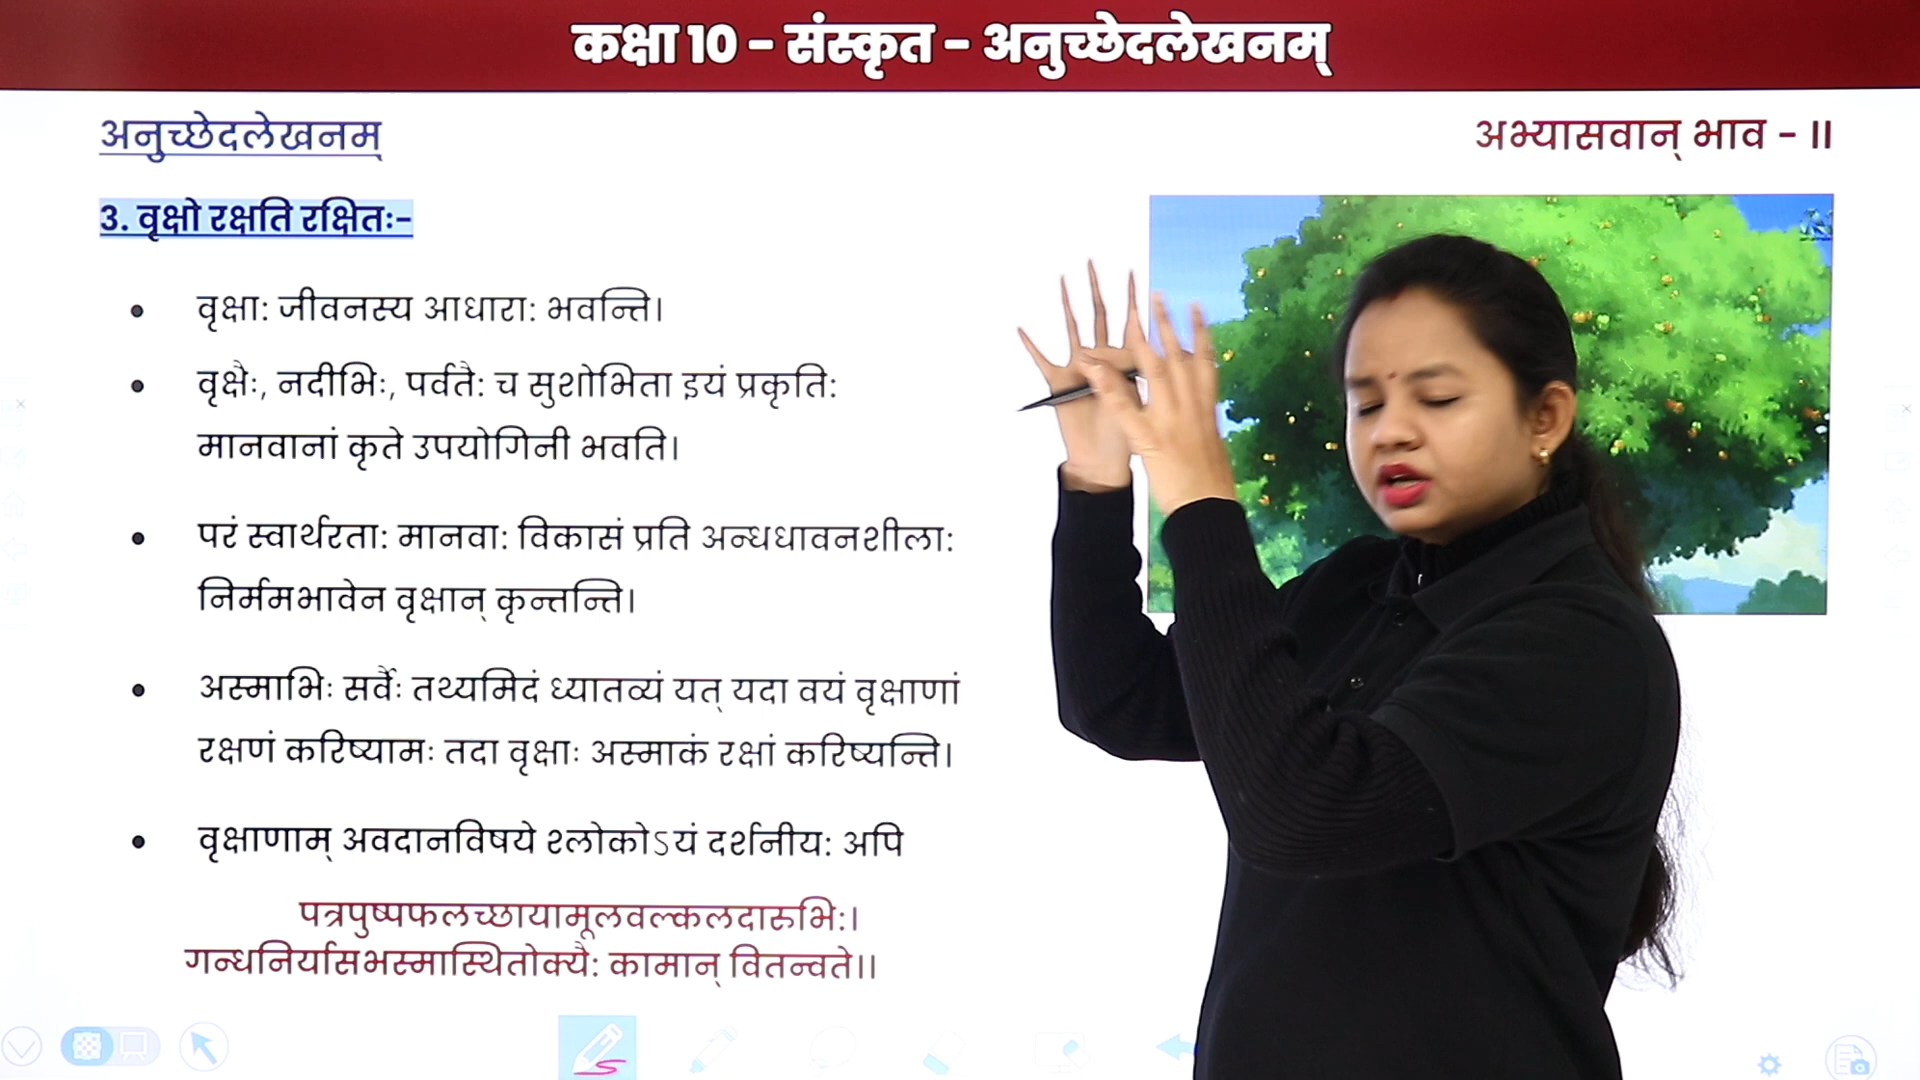 कक्षा 10 - संस्कृत - अनुच्छेदलेखनम्
अनुच्छेदलेखनम्
अभ्यासवान् भाव - II
3. वृक्षो रक्षति रक्षितः-
• वृक्षाः जीवनस्य आधाराः भवन्ति।
• वृक्षैः, नदीभिः, पर्वतैः च सुशोभिता इयं प्रकृतिः
मानवानां कृते उपयोगिनी भवति।
• परं स्वार्थरताः मानवाः विकासं प्रति अन्धधावनशीलाः
निर्ममभावेन वृक्षान् कृन्तन्ति।
• अस्माभिः सर्वैः तथ्यमिदं ध्यातव्यं यत् यदा वयं वृक्षाणां
रक्षणं करिष्यामः तदा वृक्षाः अस्माकं रक्षां करिष्यन्ति।
• वृक्षाणाम् अवदानविषये श्लोकोऽयं दर्शनीयः अपि
पत्रपुष्पफलच्छायामूलवल्कलदारुभिः।
गन्धनिर्यासभस्मास्थितोक्यैः कामान् वितन्वते।।